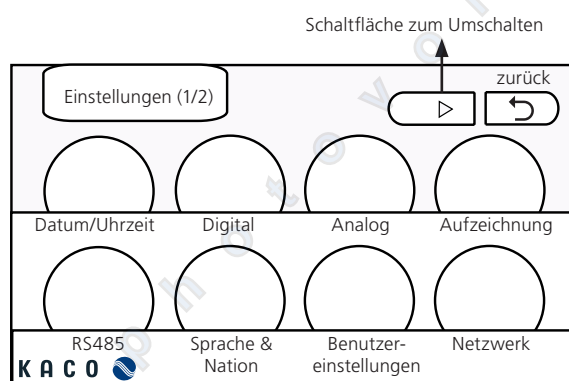 Schaltfläche zum Umschalten
zurück
Einstellungen (1/2)
Datum/Uhrzeit
Digital
Analog
Aufzeichnung
RS485
Sprache &
Nation
Benutzer-
einstellungen
Netzwerk
KACO
photovo